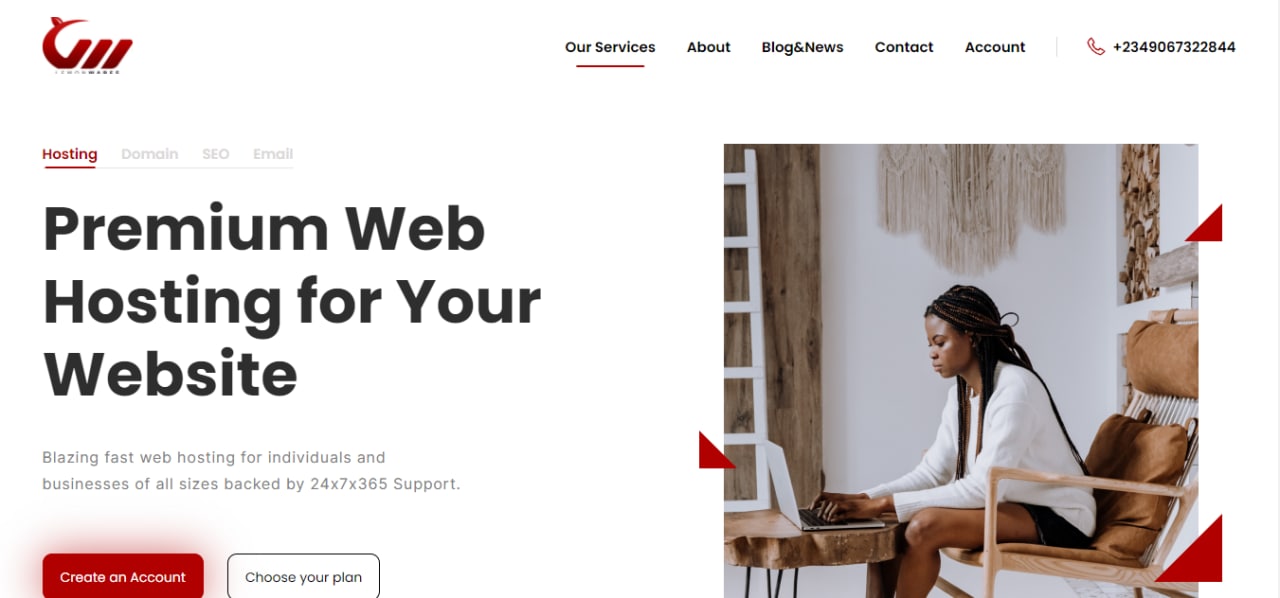 LEMONWARES
Our Services About Blog&News Contact Account +2349067322844
Hosting Domain SEO Email
Premium Web
Hosting for Your
Website
Blazing fast web hosting for individuals and
businesses of all sizes backed by 24x7x365 Support.
Create an Account Choose your plan